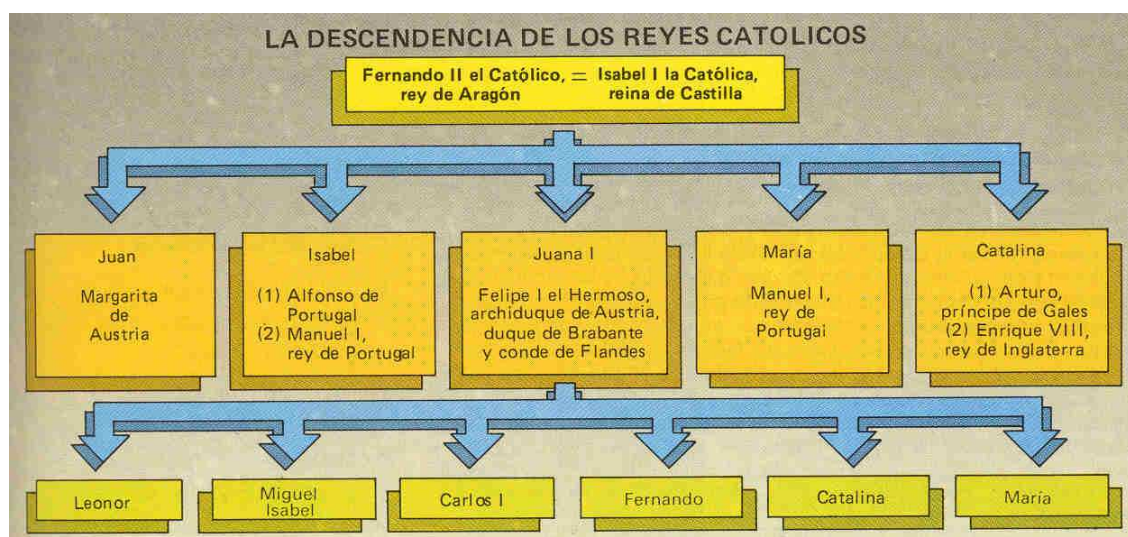 LA DESCENDENCIA DE LOS REYES CATOLICOS
Fernando II el Católico, = Isabel I la Católica,
rey de Aragón reina de Castilla
Juan
Margarita
de
Austria
Isabel
(1) Alfonso de
Portugal
(2) Manuel I,
rey de Portugal
Juana I
Felipe I el Hermoso,
archiduque de Austria,
duque de Brabante
y conde de Flandes
María
Manuel I,
rey de
Portugal
Catalina
(1) Arturo,
príncipe de Gales
(2) Enrique VIII,
rey de Inglaterra
Leonor
Miguel
Isabel
Carlos I
Fernando
Catalina
María